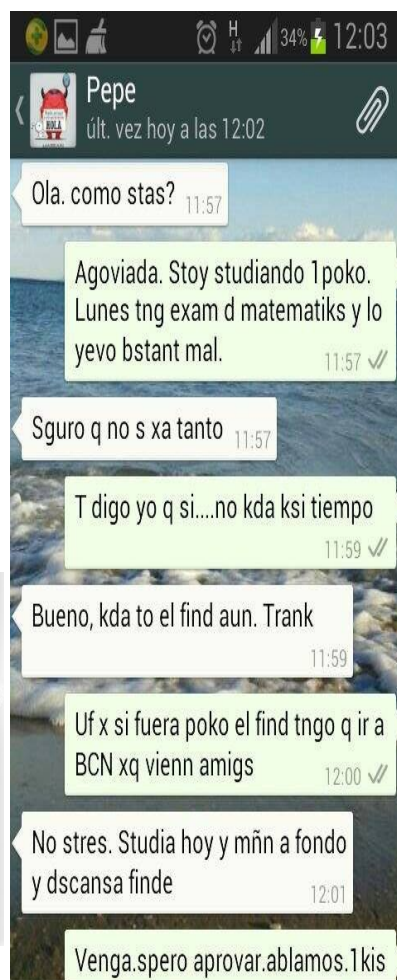 34% 12:03
Pepe
últ. vez hoy a las 12:02
HOLA
Ola. como stas? 11:57
Agoviada. Stoy studiando 1poko.
Lunes tng exam d matematiks y lo
yevo bstant mal.
11:57
Sguro q no s xa tanto 11:57
T digo yo q si....no kda ksi tiempo
11:59
Bueno, kda to el find aun. Trank
11:59
Uf x si fuera poko el find tngo q ir a
BCN xq vienn amigs
12:00
No stres. Studia hoy y mñn a fondo
y dscansa finde
12:01
Venga.spero aprovar.ablamos.1kis